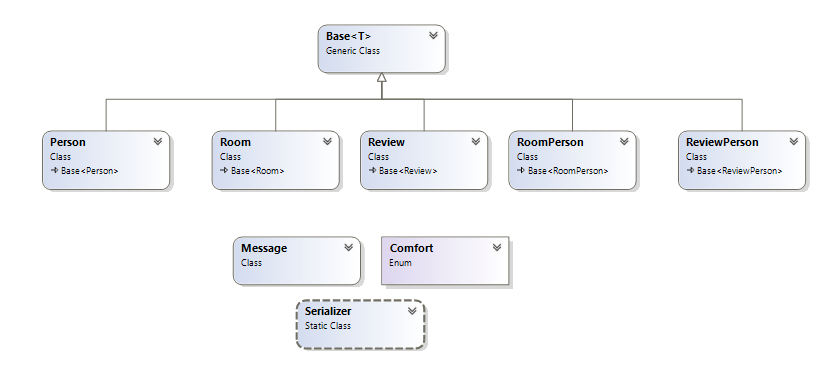 Base<T>
Generic Class
Person
Class
Base<Person>
Room
Class
Base<Room>
Review
Class
Base<Review>
RoomPerson
Class
Base<RoomPerson>
ReviewPerson
Class
Base<ReviewPerson>
Message
Class
Comfort
Enum
Serializer
Static Class